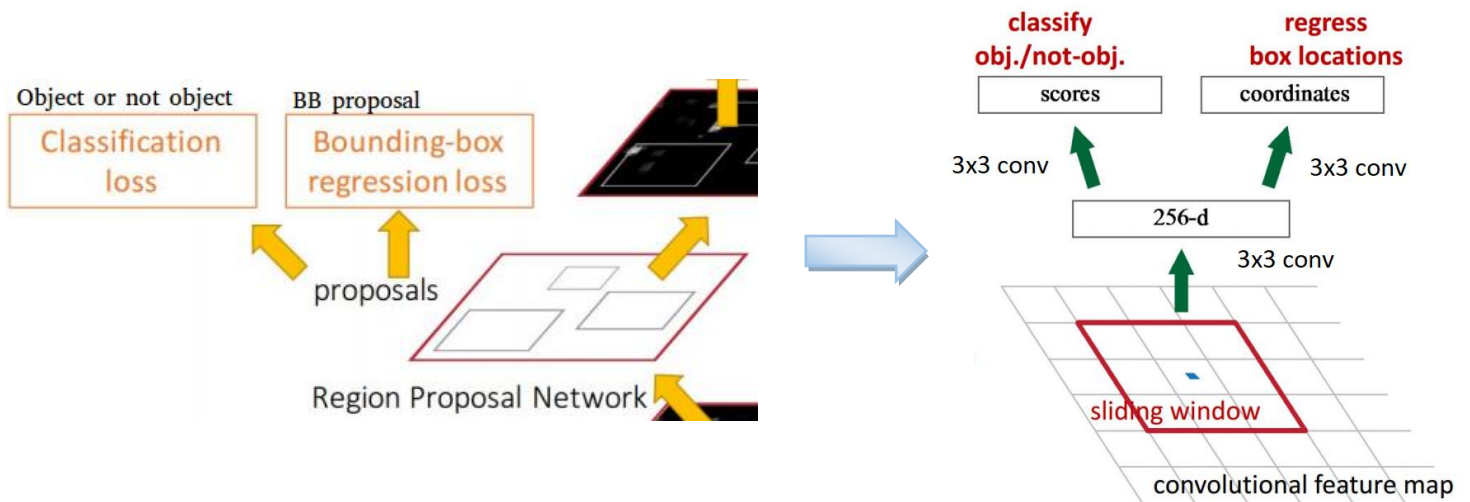 Object or not object
BB proposal
Classification
loss
Bounding-box
regression loss
proposals
Region Proposal Network
classify
obj./not-obj.
regress
box locations
scores
coordinates
3x3 conv
3x3 conv
256-d
3x3 conv
sliding window
convolutional feature map